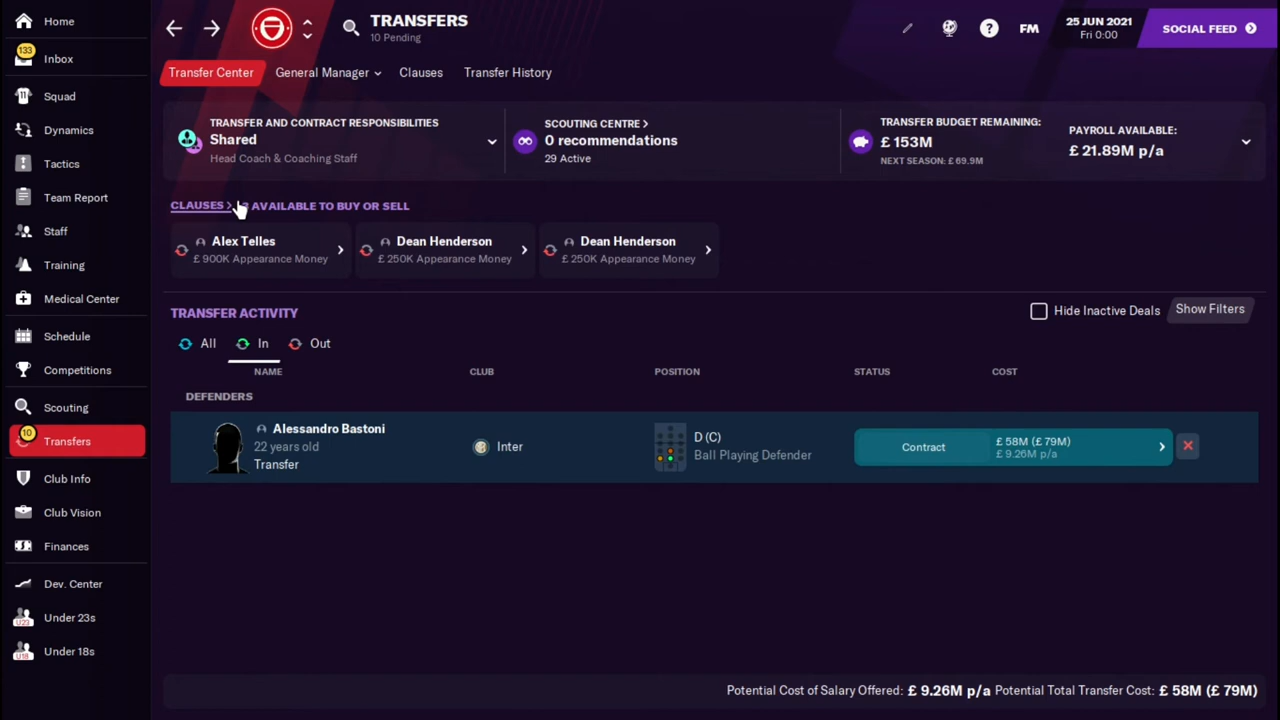 Home
TRANSFERS
10 Pending
FM
25 JUN 2021
Fri 0:00
SOCIAL FEED
133
Inbox
Transfer Center
General Manager
Clauses
Transfer History
11
Squad
Dynamics
Tactics
Team Report
Staff
Training
Medical Center
Schedule
Competitions
Scouting
10
Transfers
Club Info
Club Vision
Finances
Dev. Center
U23
Under 23s
U18
Under 18s
TRANSFER AND CONTRACT RESPONSIBILITIES
Shared
Head Coach & Coaching Staff
SCOUTING CENTRE >
0 recommendations
29 Active
TRANSFER BUDGET REMAINING:
£ 153M
NEXT SEASON: £ 69.9M
PAYROLL AVAILABLE:
£ 21.89M p/a
CLAUSES > AVAILABLE TO BUY OR SELL
Alex Telles
£ 900K Appearance Money
Dean Henderson
£ 250K Appearance Money
Dean Henderson
£ 250K Appearance Money
TRANSFER ACTIVITY
Hide Inactive Deals
Show Filters
All
In
Out
NAME CLUB POSITION STATUS COST
DEFENDERS
Alessandro Bastoni
22 years old
Transfer
Inter
D (C)
Ball Playing Defender
Contract
£ 58M (£ 79M)
£ 9.26M p/a
Potential Cost of Salary Offered: £ 9.26M p/a Potential Total Transfer Cost: £ 58M (£ 79M)